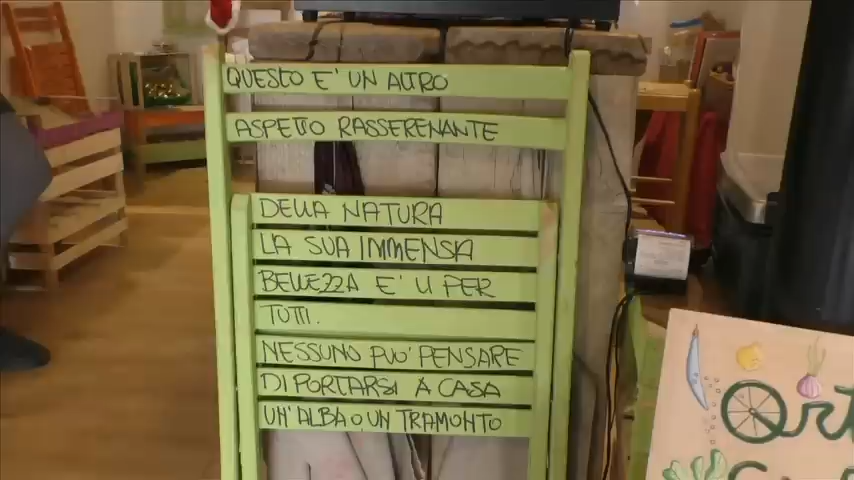 QUESTO E' UN ALTRO
ASPETTO RASSERENANTE
DELLA NATURA
LA SUA IMMENSA
BELLEZZA E' LI PER
TUTTI.
NESSUNO PUO' PENSARE
DI PORTARSI A CASA
UN'ALBA O UN TRAMONTO